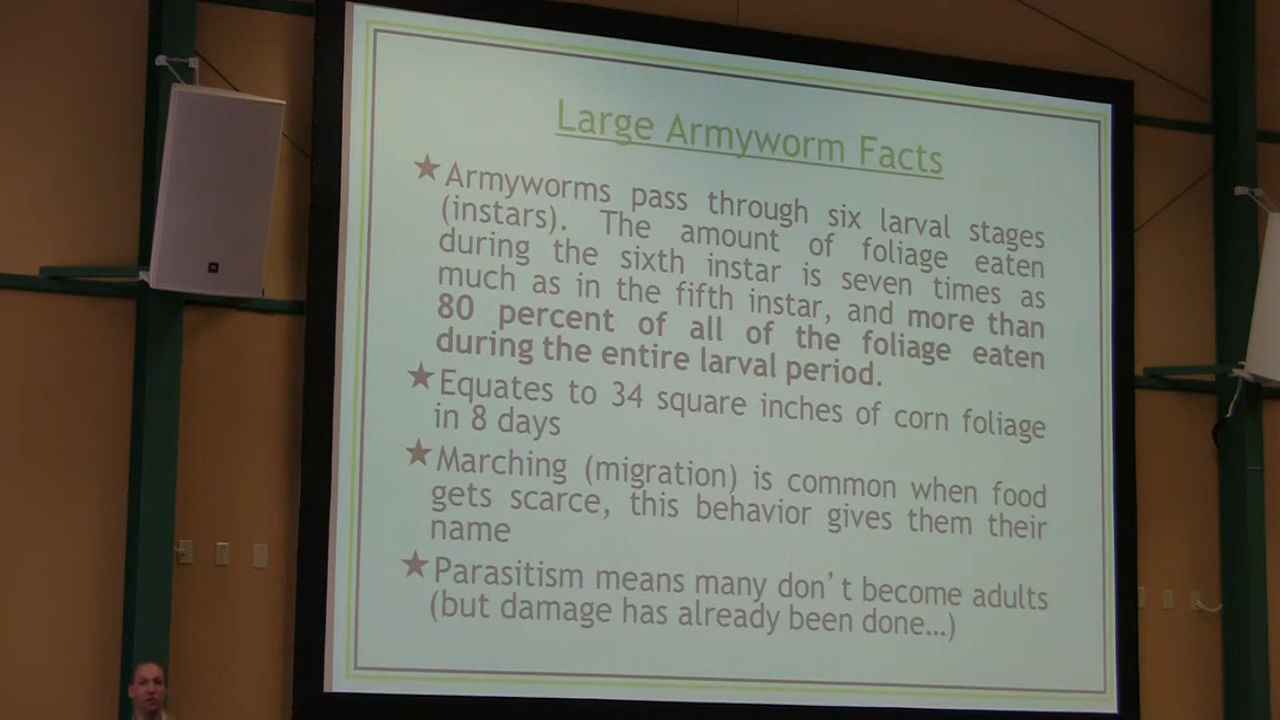 Large Armyworm Facts
★Armyworms pass through six larval stages
(instars). The amount of foliage eaten
during the sixth instar is seven times as
much as in the fifth instar, and more than
80 percent of all of the foliage eaten
during the entire larval period.
★Equates to 34 square inches of corn foliage
in 8 days
★Marching (migration) is common when food
gets scarce, this behavior gives them their
name
★Parasitism means many don't become adults
(but damage has already been done…)